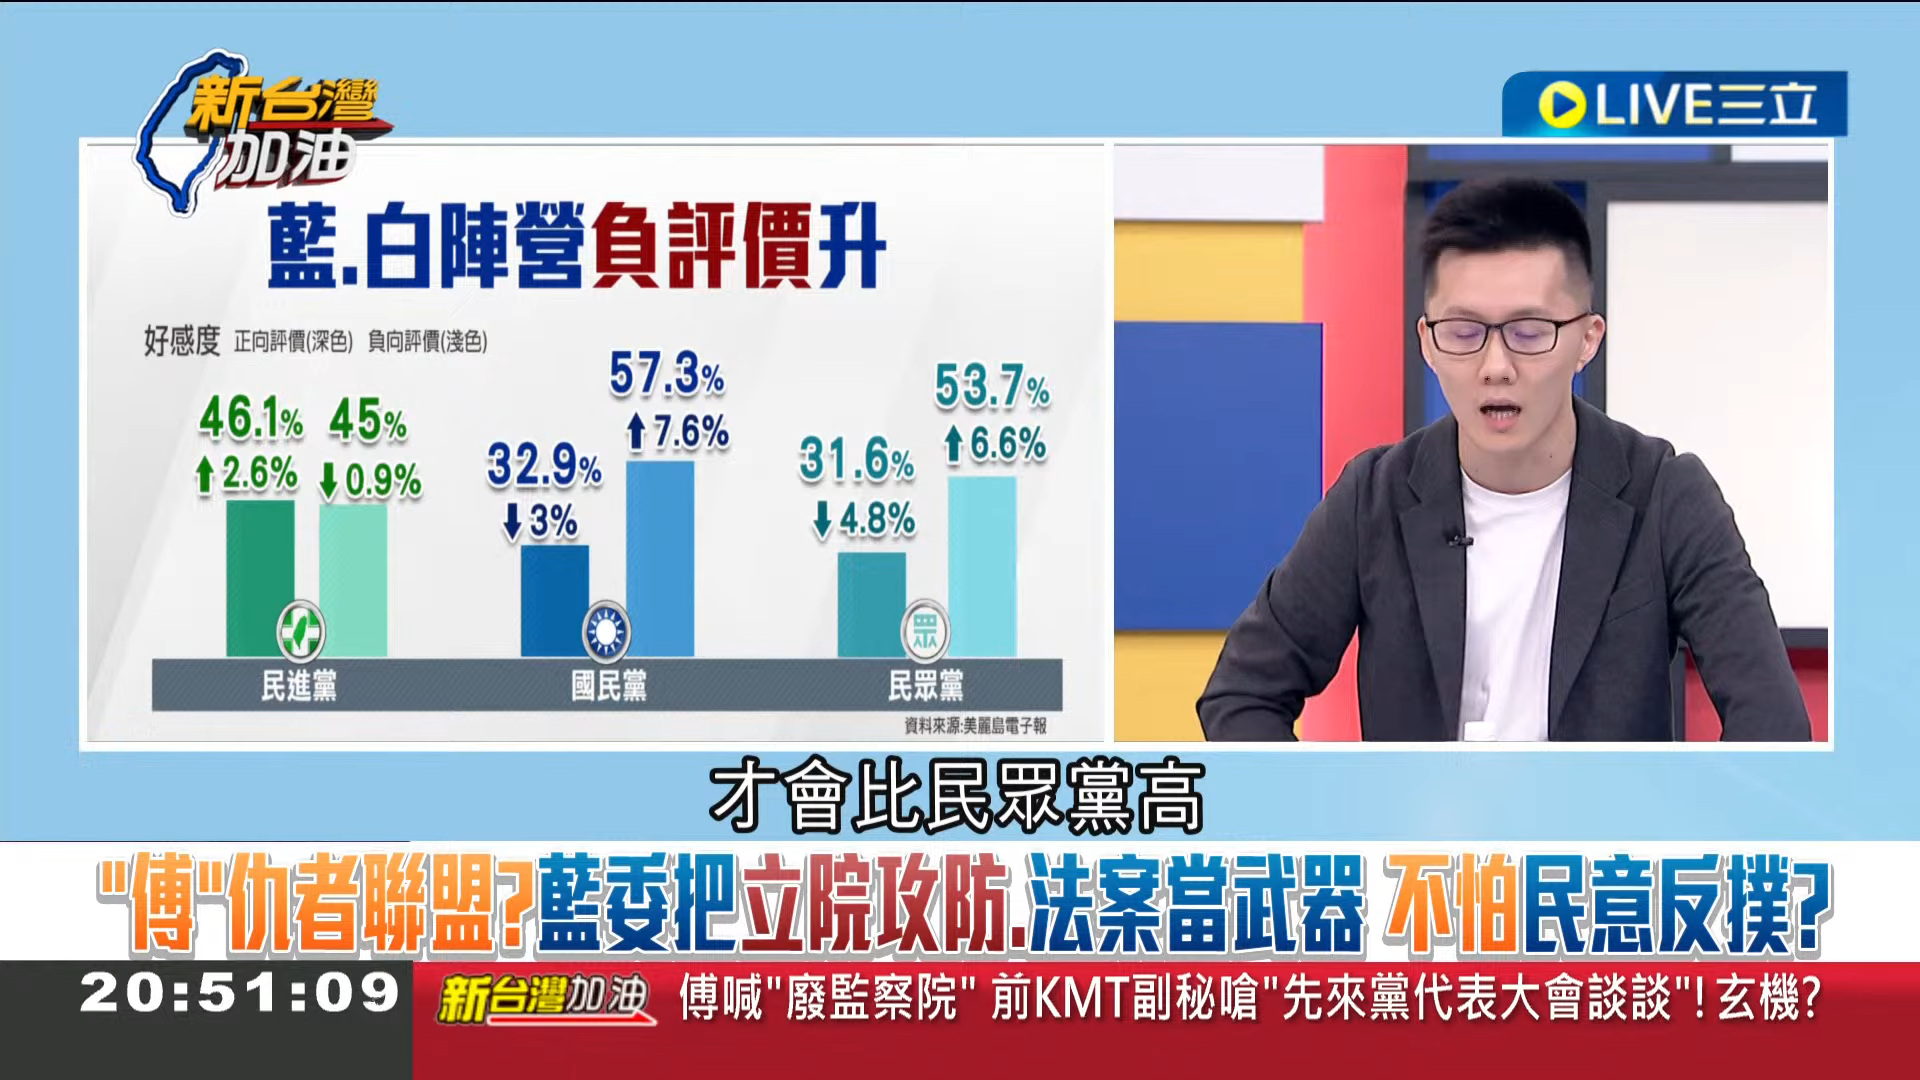 新台灣
加油
LIVE三立
藍.白陣營負評價升
好感度 正向評價(深色) 負向評價(淺色)
46.1% 45%
↑2.6% ↓0.9%
57.3%
↑7.6%
32.9%
↓3%
53.7%
↑6.6%
31.6%
↓4.8%
民進黨 國民黨 民眾黨
資料來源:美麗島電子報
才會比民眾黨高
"傅"仇者聯盟?藍委把立院攻防.法案當武器 不怕民意反撲?
20:51:09 新台灣加油 傅喊"廢監察院" 前KMT副秘嗆"先來黨代表大會談談"!玄機?